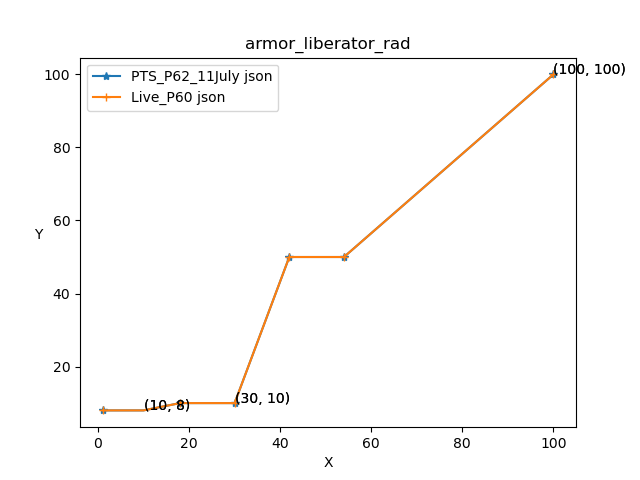 armor_liberator_rad
PTS_P62_11July json
Live_P60 json
(100, 100)
100
80
60
Y
40
20
(10, 8)
(30, 10)
0 20 40 60 80 100
X